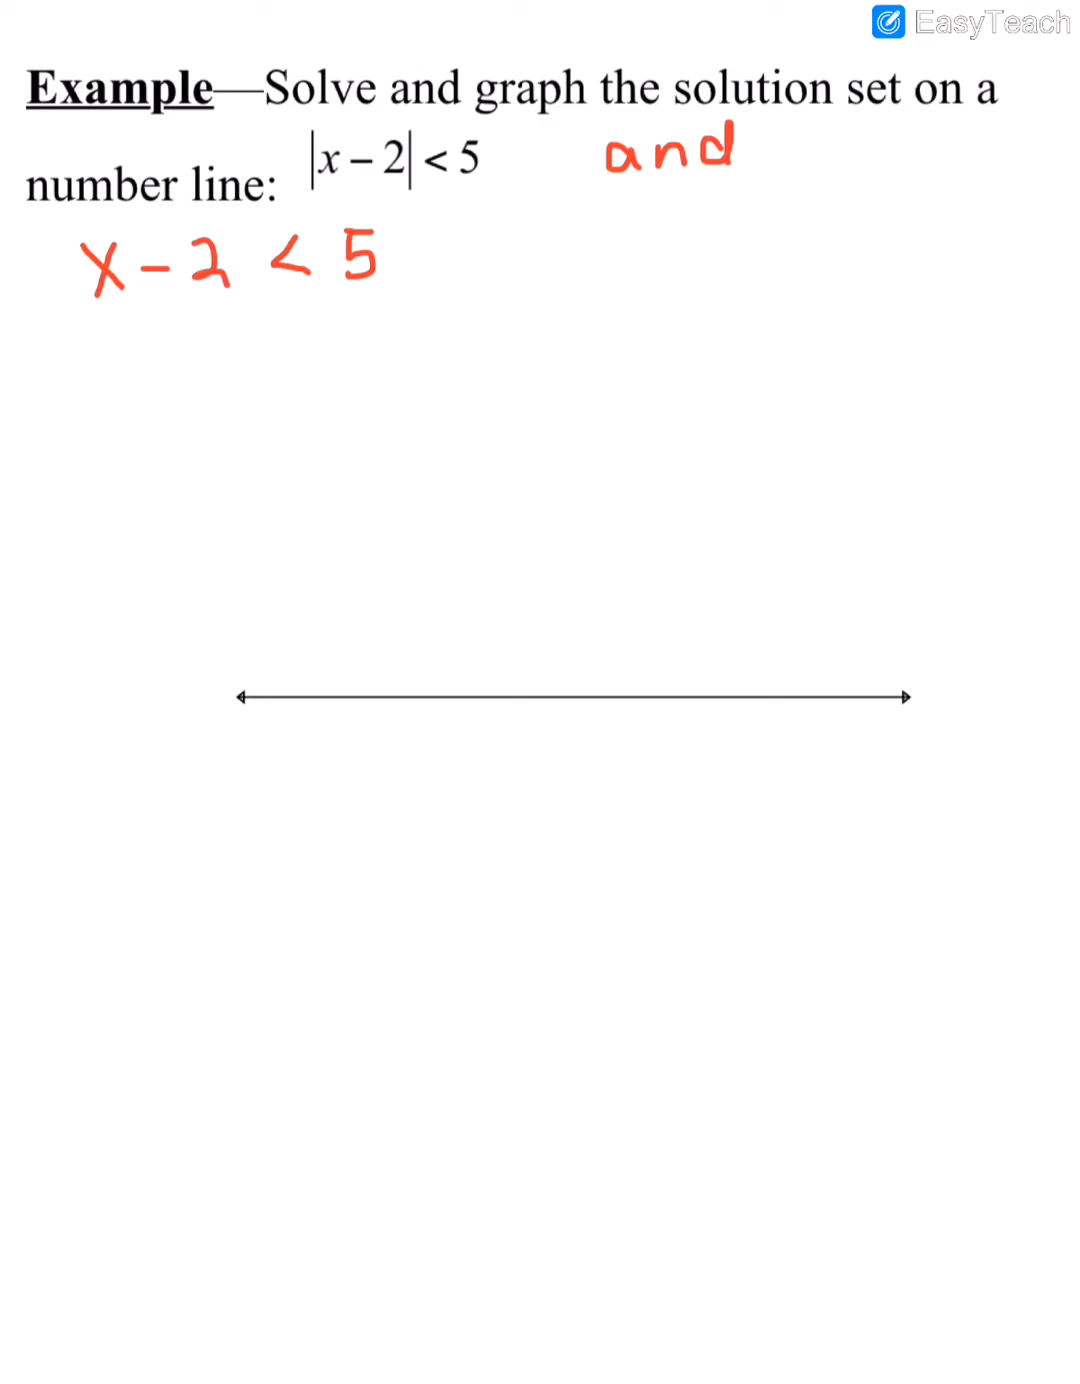 EasyTeach
Example—Solve and graph the solution set on a
number line: |x − 2| < 5 and
x − 2 < 5